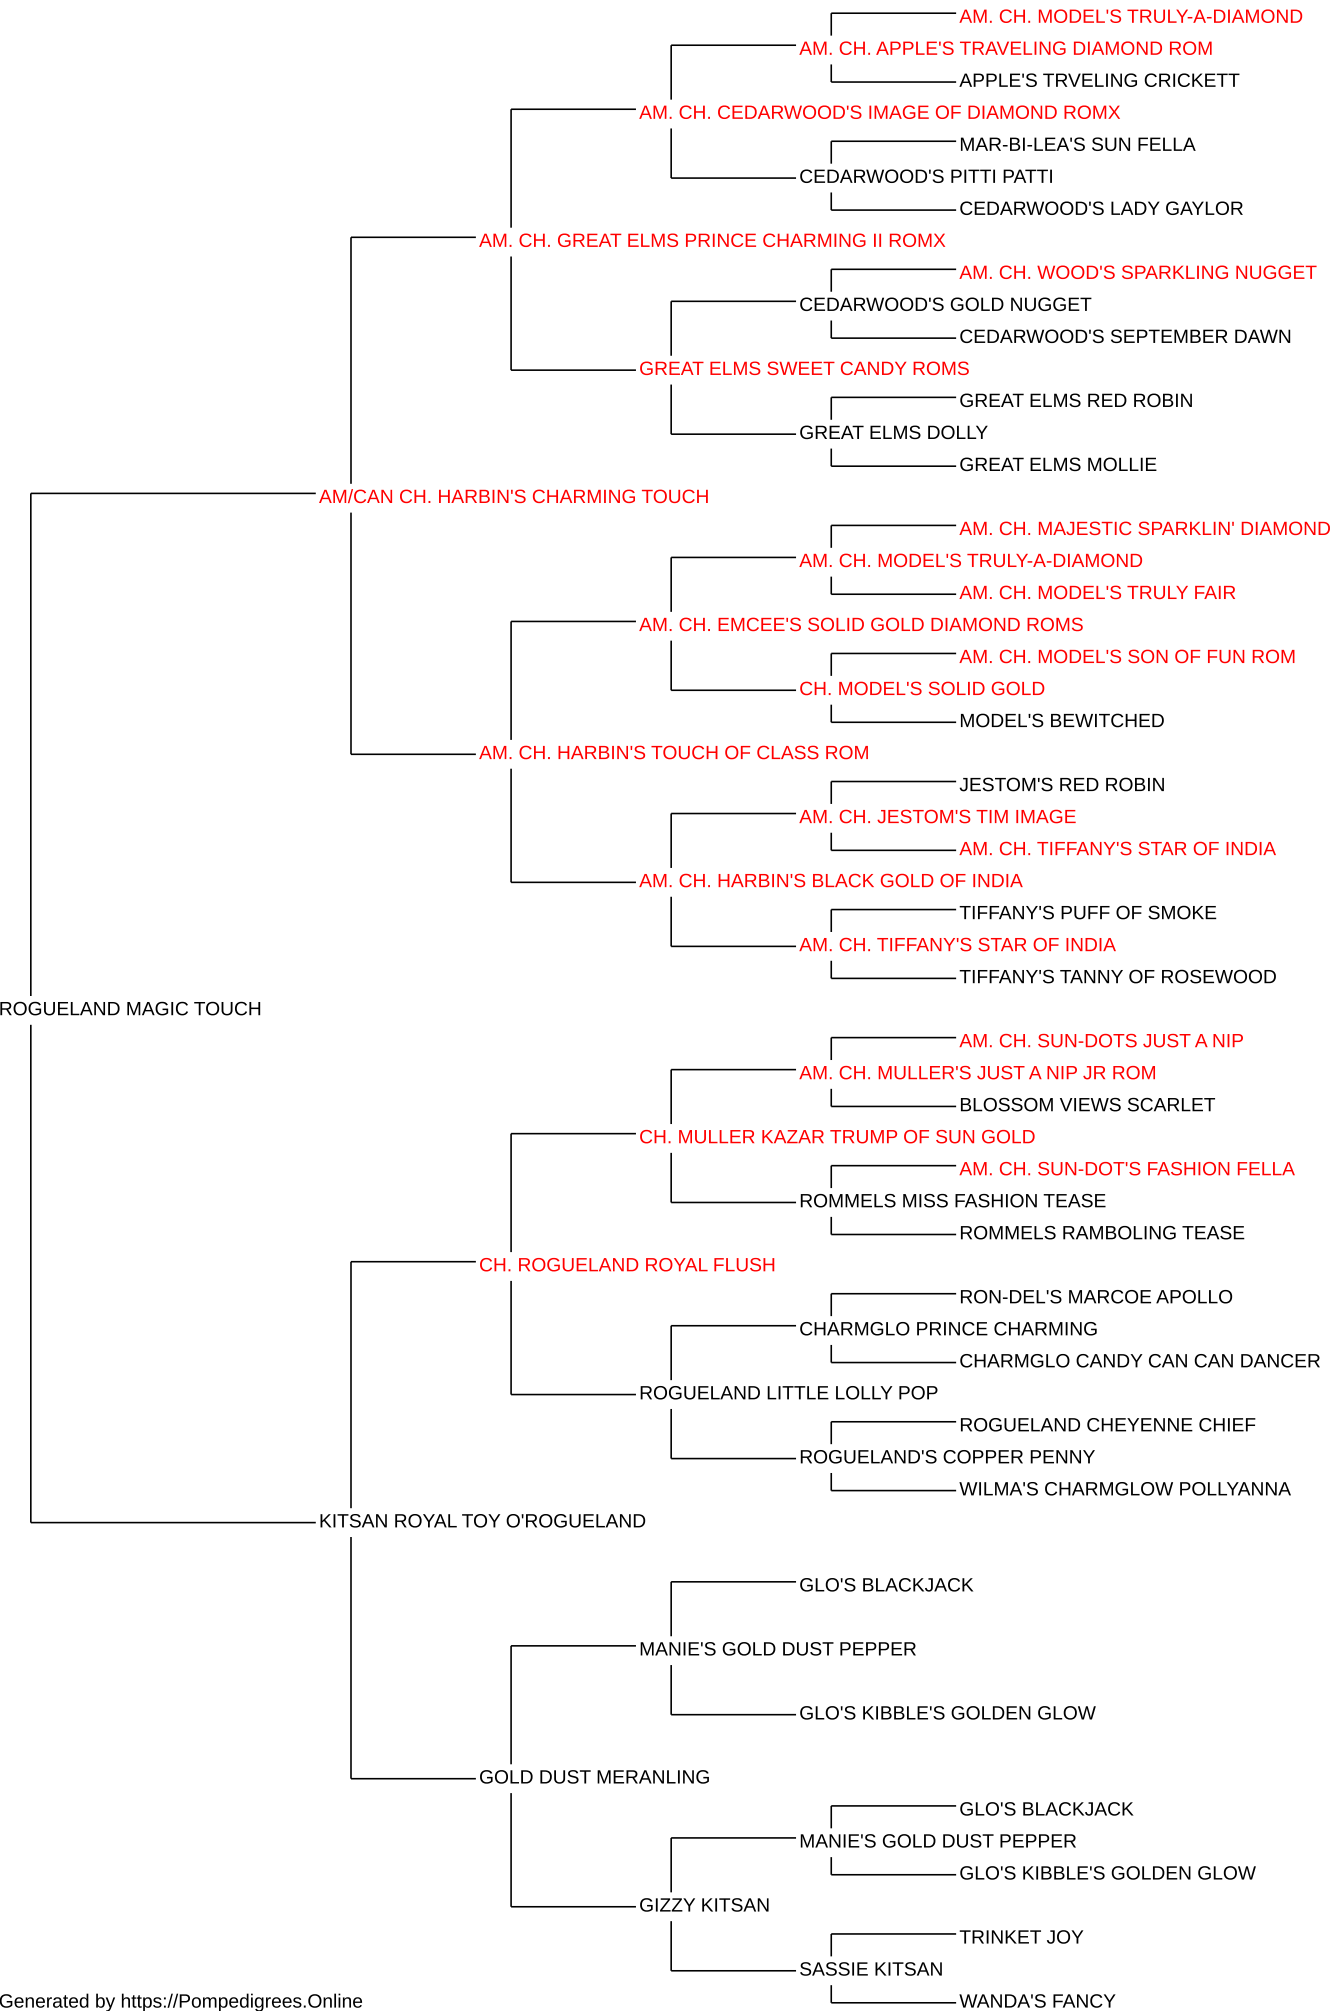 AM. CH. MODEL'S TRULY-A-DIAMOND
AM. CH. APPLE'S TRAVELING DIAMOND ROM
APPLE'S TRVELING CRICKETT
AM. CH. CEDARWOOD'S IMAGE OF DIAMOND ROMX
MAR-BI-LEA'S SUN FELLA
CEDARWOOD'S PITTI PATTI
CEDARWOOD'S LADY GAYLOR
AM. CH. GREAT ELMS PRINCE CHARMING II ROMX
AM. CH. WOOD'S SPARKLING NUGGET
CEDARWOOD'S GOLD NUGGET
CEDARWOOD'S SEPTEMBER DAWN
GREAT ELMS SWEET CANDY ROMS
GREAT ELMS RED ROBIN
GREAT ELMS DOLLY
GREAT ELMS MOLLIE
AM/CAN CH. HARBIN'S CHARMING TOUCH
AM. CH. MAJESTIC SPARKLIN' DIAMOND
AM. CH. MODEL'S TRULY-A-DIAMOND
AM. CH. MODEL'S TRULY FAIR
AM. CH. EMCEE'S SOLID GOLD DIAMOND ROMS
AM. CH. MODEL'S SON OF FUN ROM
CH. MODEL'S SOLID GOLD
MODEL'S BEWITCHED
AM. CH. HARBIN'S TOUCH OF CLASS ROM
JESTOM'S RED ROBIN
AM. CH. JESTOM'S TIM IMAGE
AM. CH. TIFFANY'S STAR OF INDIA
AM. CH. HARBIN'S BLACK GOLD OF INDIA
TIFFANY'S PUFF OF SMOKE
AM. CH. TIFFANY'S STAR OF INDIA
TIFFANY'S TANNY OF ROSEWOOD
ROGUELAND MAGIC TOUCH
AM. CH. SUN-DOTS JUST A NIP
AM. CH. MULLER'S JUST A NIP JR ROM
BLOSSOM VIEWS SCARLET
CH. MULLER KAZAR TRUMP OF SUN GOLD
AM. CH. SUN-DOT'S FASHION FELLA
ROMMELS MISS FASHION TEASE
ROMMELS RAMBOLING TEASE
CH. ROGUELAND ROYAL FLUSH
RON-DEL'S MARCOE APOLLO
CHARMGLO PRINCE CHARMING
CHARMGLO CANDY CAN CAN DANCER
ROGUELAND LITTLE LOLLY POP
ROGUELAND CHEYENNE CHIEF
ROGUELAND'S COPPER PENNY
WILMA'S CHARMGLOW POLLYANNA
KITSAN ROYAL TOY O'ROGUELAND
GLO'S BLACKJACK
MANIE'S GOLD DUST PEPPER
GLO'S KIBBLE'S GOLDEN GLOW
GOLD DUST MERANLING
GLO'S BLACKJACK
MANIE'S GOLD DUST PEPPER
GLO'S KIBBLE'S GOLDEN GLOW
GIZZY KITSAN
TRINKET JOY
SASSIE KITSAN
WANDA'S FANCY
Generated by https://Pompedigrees.Online